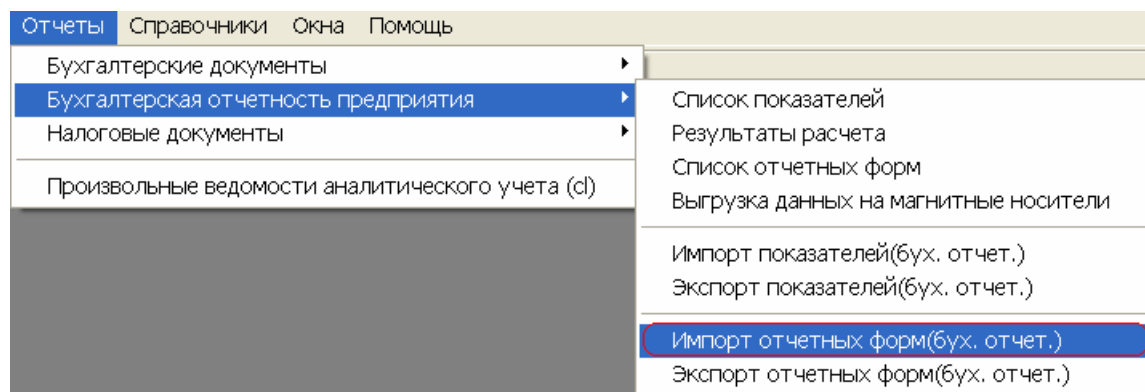 Отчеты Справочники Окна Помощь
Бухгалтерские документы
Бухгалтерская отчетность предприятия
Налоговые документы
Произвольные ведомости аналитического учета (cl)
Список показателей
Результаты расчета
Список отчетных форм
Выгрузка данных на магнитные носители
Импорт показателей(бух. отчет.)
Экспорт показателей(бух. отчет.)
Импорт отчетных форм(бух. отчет.)
Экспорт отчетных форм(бух. отчет.)